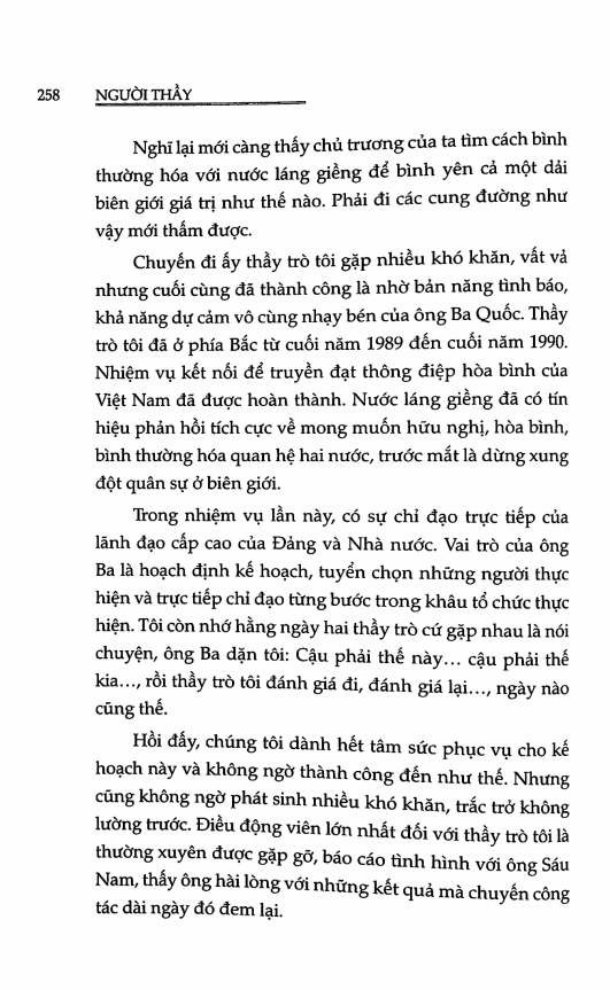 258 NGƯỜI THẦY
Nghĩ lại mới càng thấy chủ trương của ta tìm cách bình
thường hóa với nước láng giềng để bình yên cả một dải
biên giới giá trị như thế nào. Phải đi các cung đường như
vậy mới thấm được.
Chuyến đi ấy thầy trò tôi gặp nhiều khó khăn, vất vả
nhưng cuối cùng đã thành công là nhờ bản năng tình báo,
khả năng dự cảm vô cùng nhạy bén của ông Ba Quốc. Thầy
trò tôi đã ở phía Bắc từ cuối năm 1989 đến cuối năm 1990.
Nhiệm vụ kết nối để truyền đạt thông điệp hòa bình của
Việt Nam đã được hoàn thành. Nước láng giềng đã có tín
hiệu phản hồi tích cực về mong muốn hữu nghị, hòa bình,
bình thường hóa quan hệ hai nước, trước mắt là dừng xung
đột quân sự ở biên giới.
Trong nhiệm vụ lần này, có sự chỉ đạo trực tiếp của
lãnh đạo cấp cao của Đảng và Nhà nước. Vai trò của ông
Ba là hoạch định kế hoạch, tuyển chọn những người thực
hiện và trực tiếp chỉ đạo từng bước trong khâu tổ chức thực
hiện. Tôi còn nhớ hằng ngày hai thầy trò cứ gặp nhau là nói
chuyện, ông Ba dặn tôi: Cậu phải thế này... cậu phải thế
kia..., rồi thầy trò tôi đánh giá đi, đánh giá lại..., ngày nào
cũng thế.
Hồi đấy, chúng tôi dành hết tâm sức phục vụ cho kế
hoạch này và không ngờ thành công đến như thế. Nhưng
cũng không ngờ phát sinh nhiều khó khăn, trắc trở không
lường trước. Điều động viên lớn nhất đối với thầy trò tôi là
thường xuyên được gặp gỡ, báo cáo tình hình với ông Sáu
Nam, thấy ông hài lòng với những kết quả mà chuyến công
tác dài ngày đó đem lại.